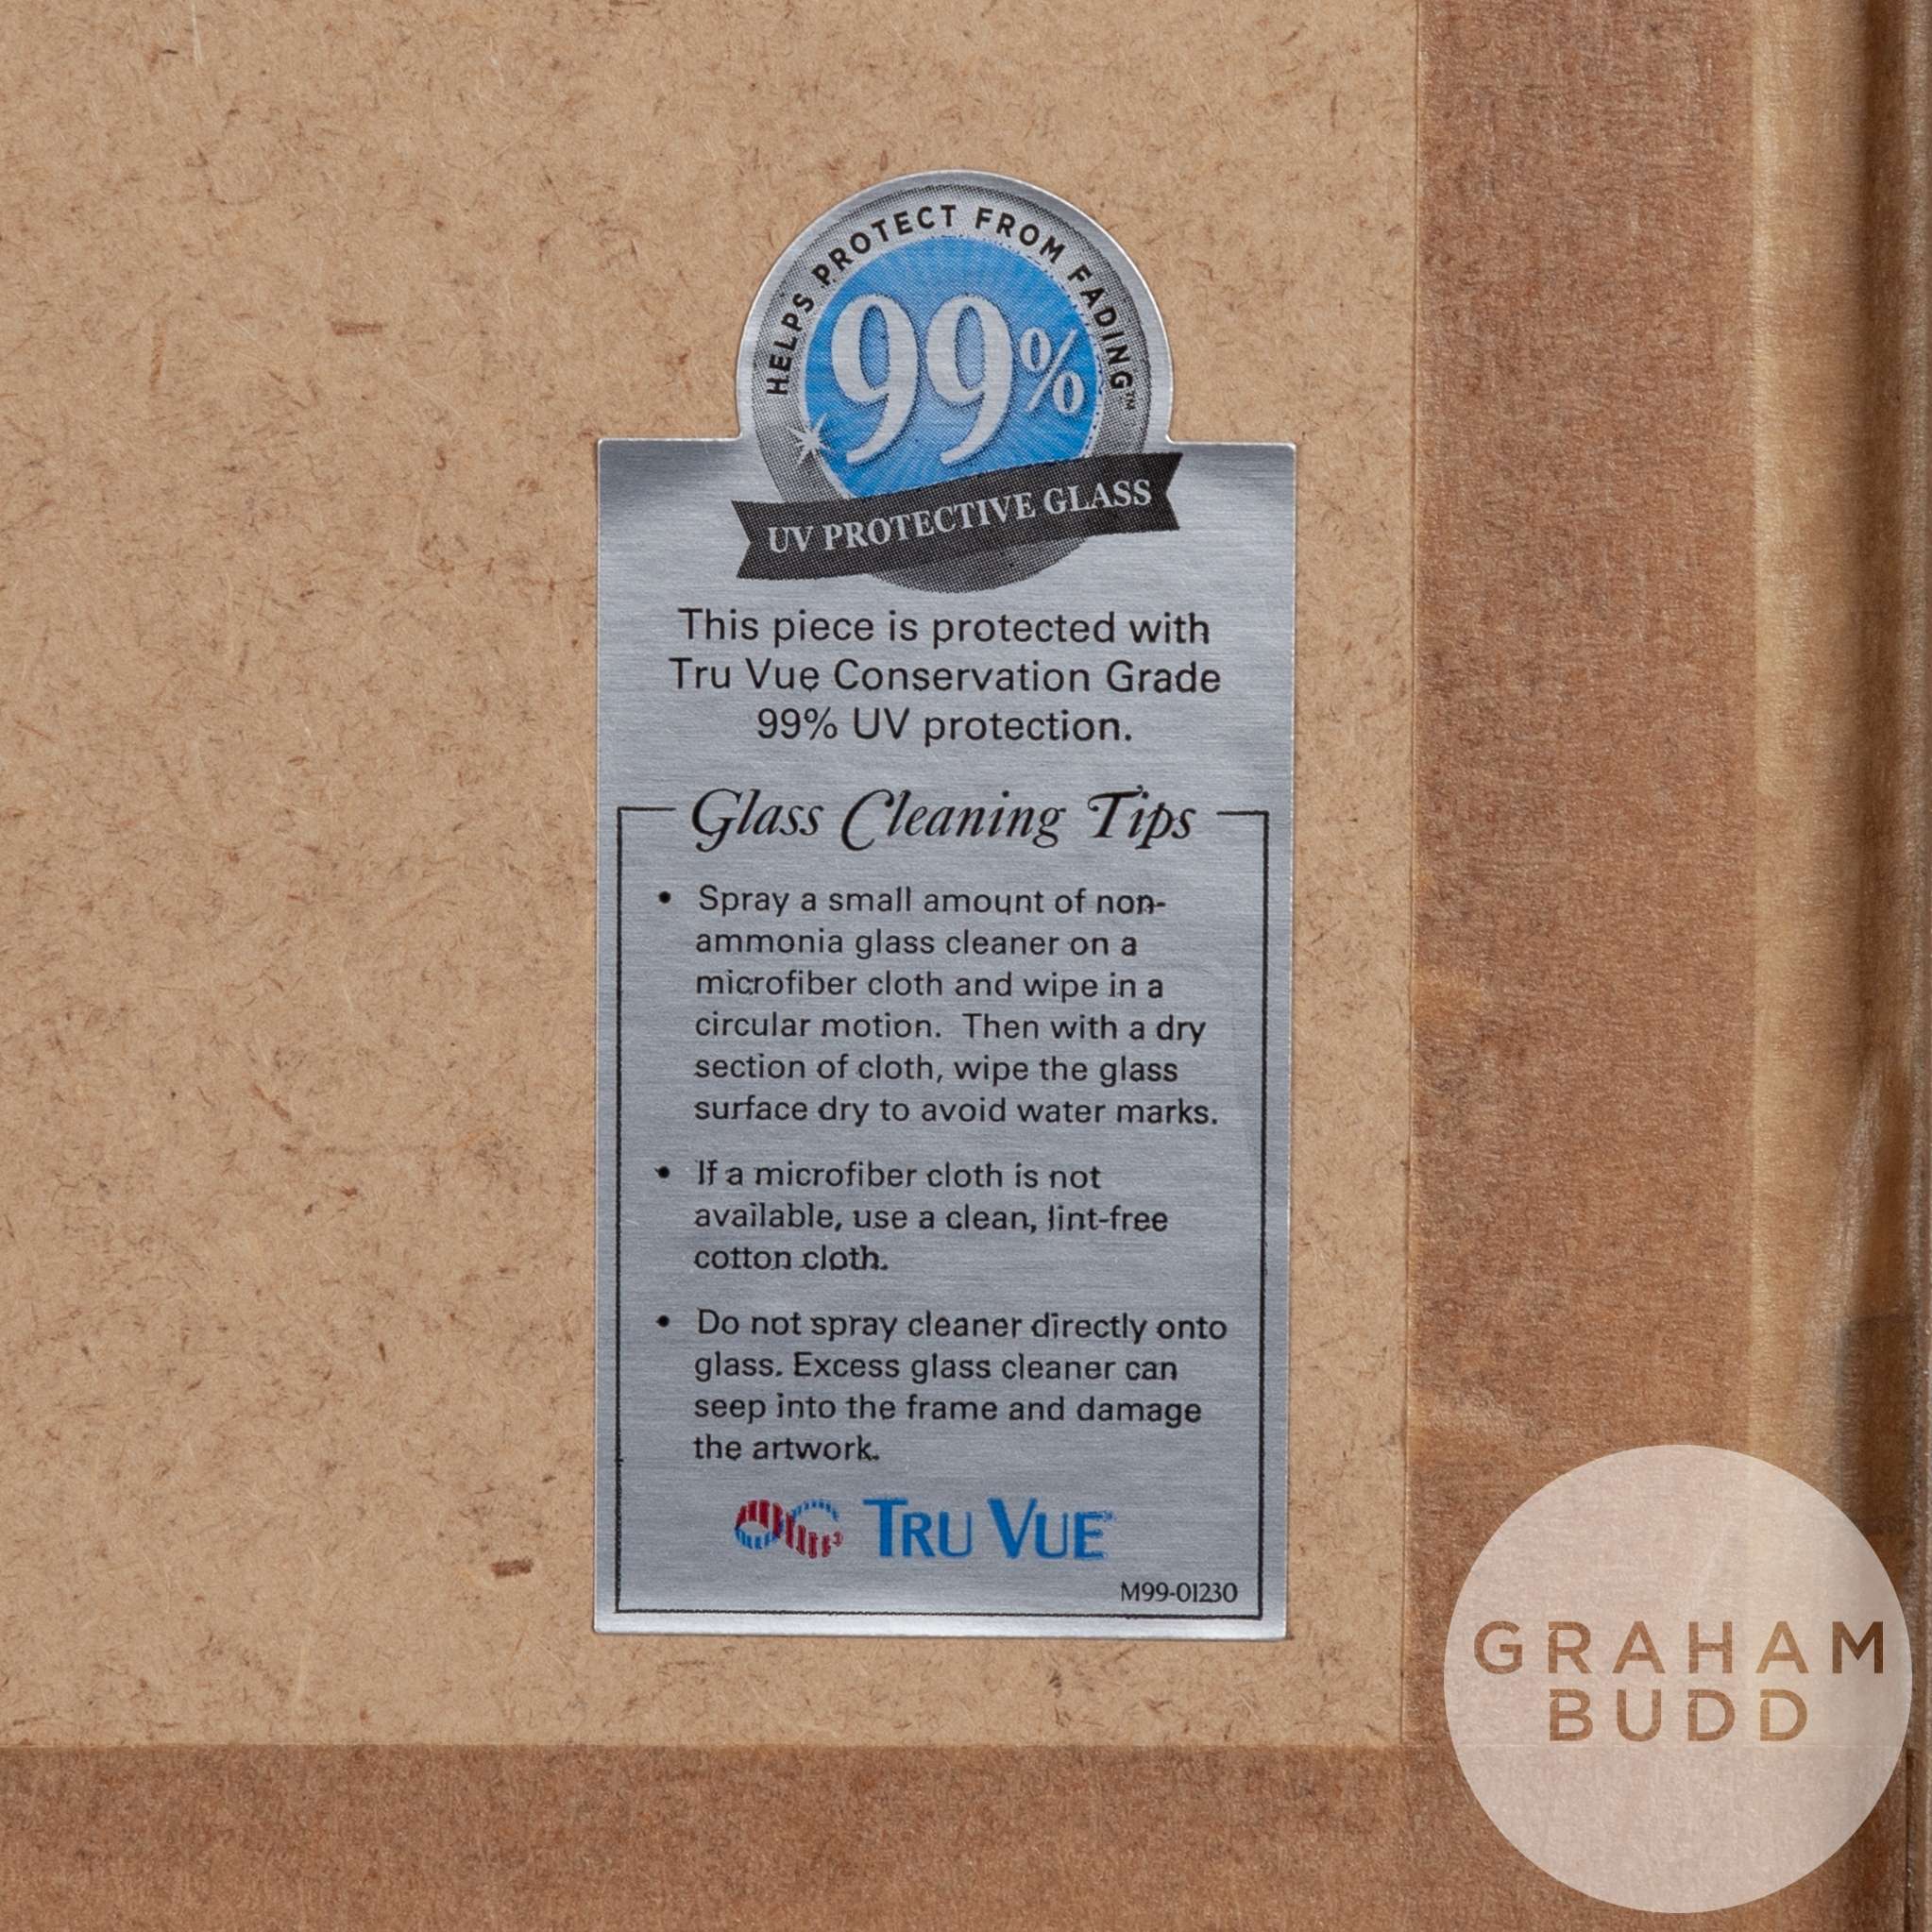 HELPS PROTECT FROM FADING™
99%
UV PROTECTIVE GLASS
This piece is protected with
Tru Vue Conservation Grade
99% UV protection.
Glass Cleaning Tips
• Spray a small amount of non-
ammonia glass cleaner on a
microfiber cloth and wipe in a
circular motion. Then with a dry
section of cloth, wipe the glass
surface dry to avoid water marks.
• If a microfiber cloth is not
available, use a clean, lint-free
cotton cloth.
• Do not spray cleaner directly onto
glass. Excess glass cleaner can
seep into the frame and damage
the artwork.
TRU VUE
M99-01230
GRAHAM
BUDD